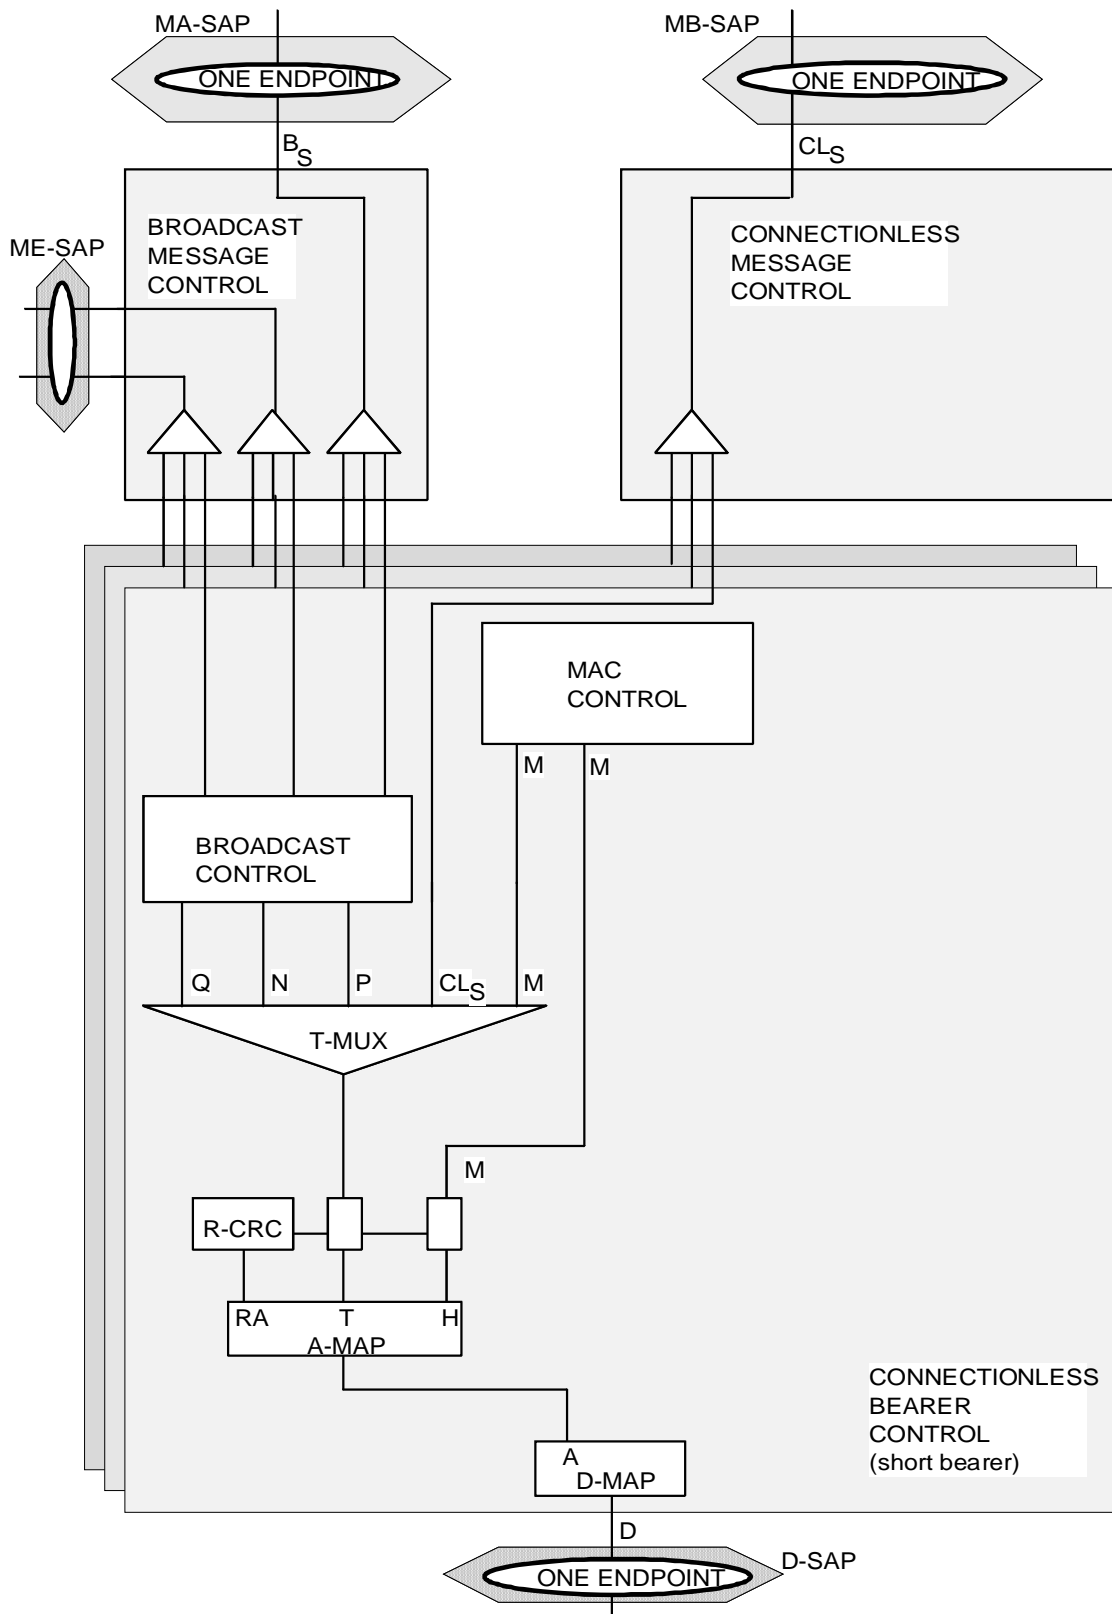 MA-SAP
MB-SAP
ONE ENDPOINT
ONE ENDPOINT
BS
CLS
BROADCAST
MESSAGE
CONTROL
ME-SAP
CONNECTIONLESS
MESSAGE
CONTROL
MAC
CONTROL
M
M
BROADCAST
CONTROL
Q
N
P
CLS
M
T-MUX
M
R-CRC
RA
T
H
A-MAP
CONNECTIONLESS
BEARER
CONTROL
(short bearer)
A
D-MAP
D
D-SAP
ONE ENDPOINT